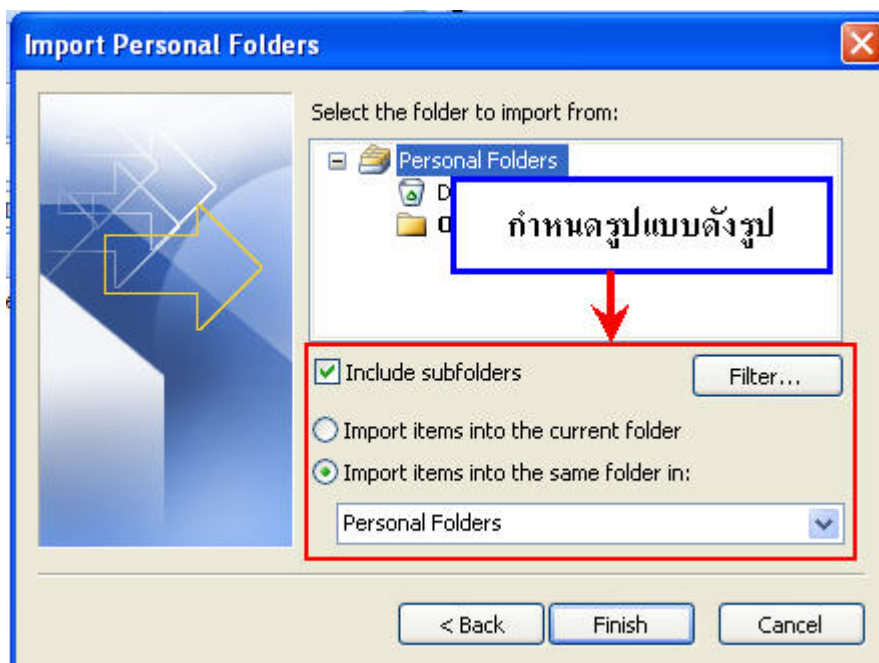 Import Personal Folders
Select the folder to import from:
Personal Folders
กำหนดรูปแบบดังรูป
Include subfolders
Filter...
Import items into the current folder
Import items into the same folder in:
Personal Folders
< Back
Finish
Cancel